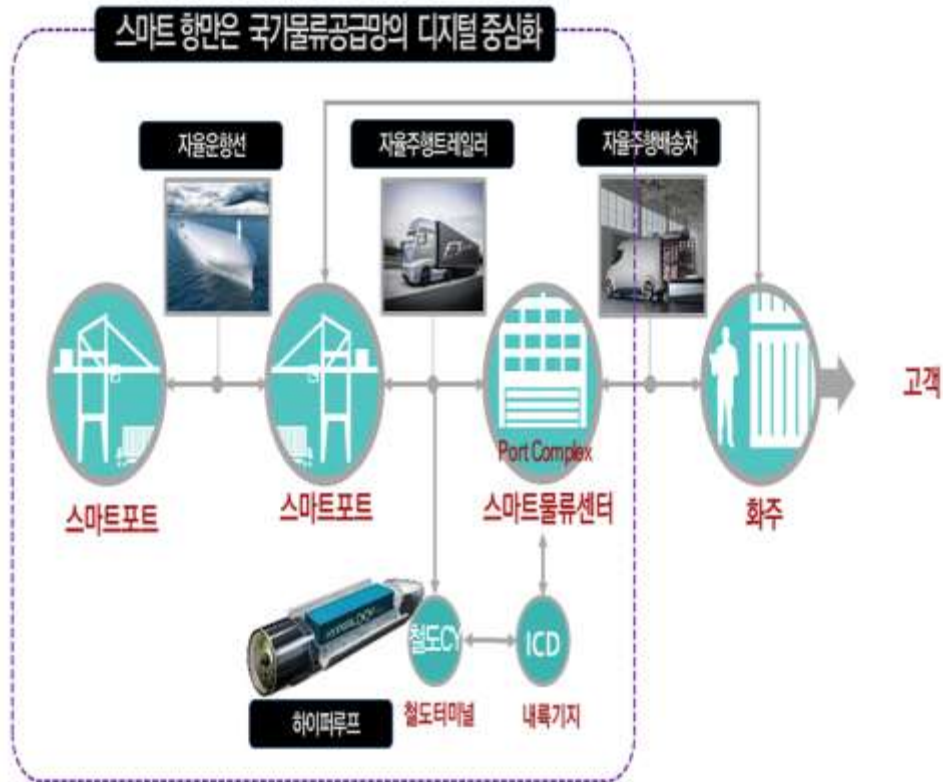 스마트 항만은 국가물류공급망의 디지털 중심화
자율운항선
자율주행트레일러
자율주행배송차
Port Complex
고객
스마트포트
스마트포트
스마트물류센터
화주
HYPERLOOP
철도CY
ICD
하이퍼루프
철도터미널
내륙기지